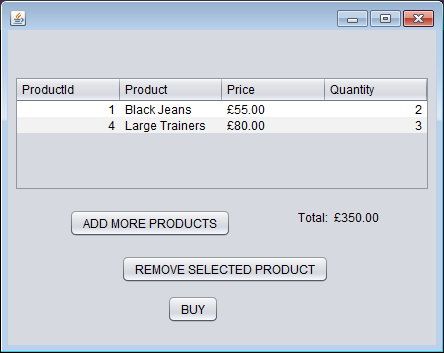 ProductId Product Price Quantity
1 Black Jeans £55.00 2
4 Large Trainers £80.00 3
ADD MORE PRODUCTS Total: £350.00
REMOVE SELECTED PRODUCT
BUY